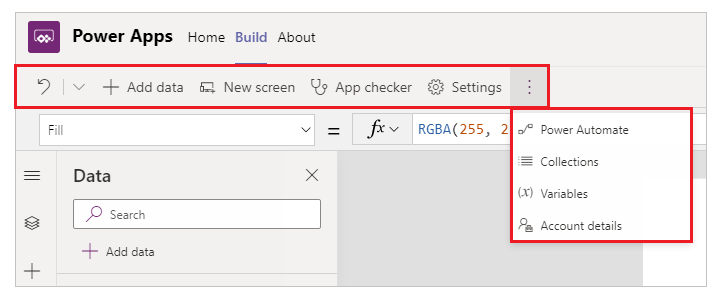 Power Apps Home Build About
Add data New screen App checker Settings
Fill = fx RGBA(255, 2
Power Automate
Collections
(x) Variables
Account details
Data
Search
Add data